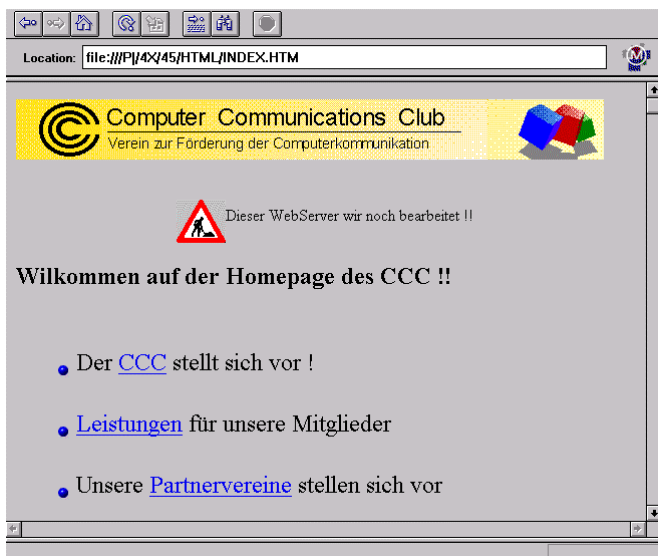 Location: file:///P|/4X/45/HTML/INDEX.HTM
Computer Communications Club
Verein zur Förderung der Computerkommunikation
Dieser WebServer wir noch bearbeitet !!
Wilkommen auf der Homepage des CCC !!
Der CCC stellt sich vor !
Leistungen für unsere Mitglieder
Unsere Partnervereine stellen sich vor